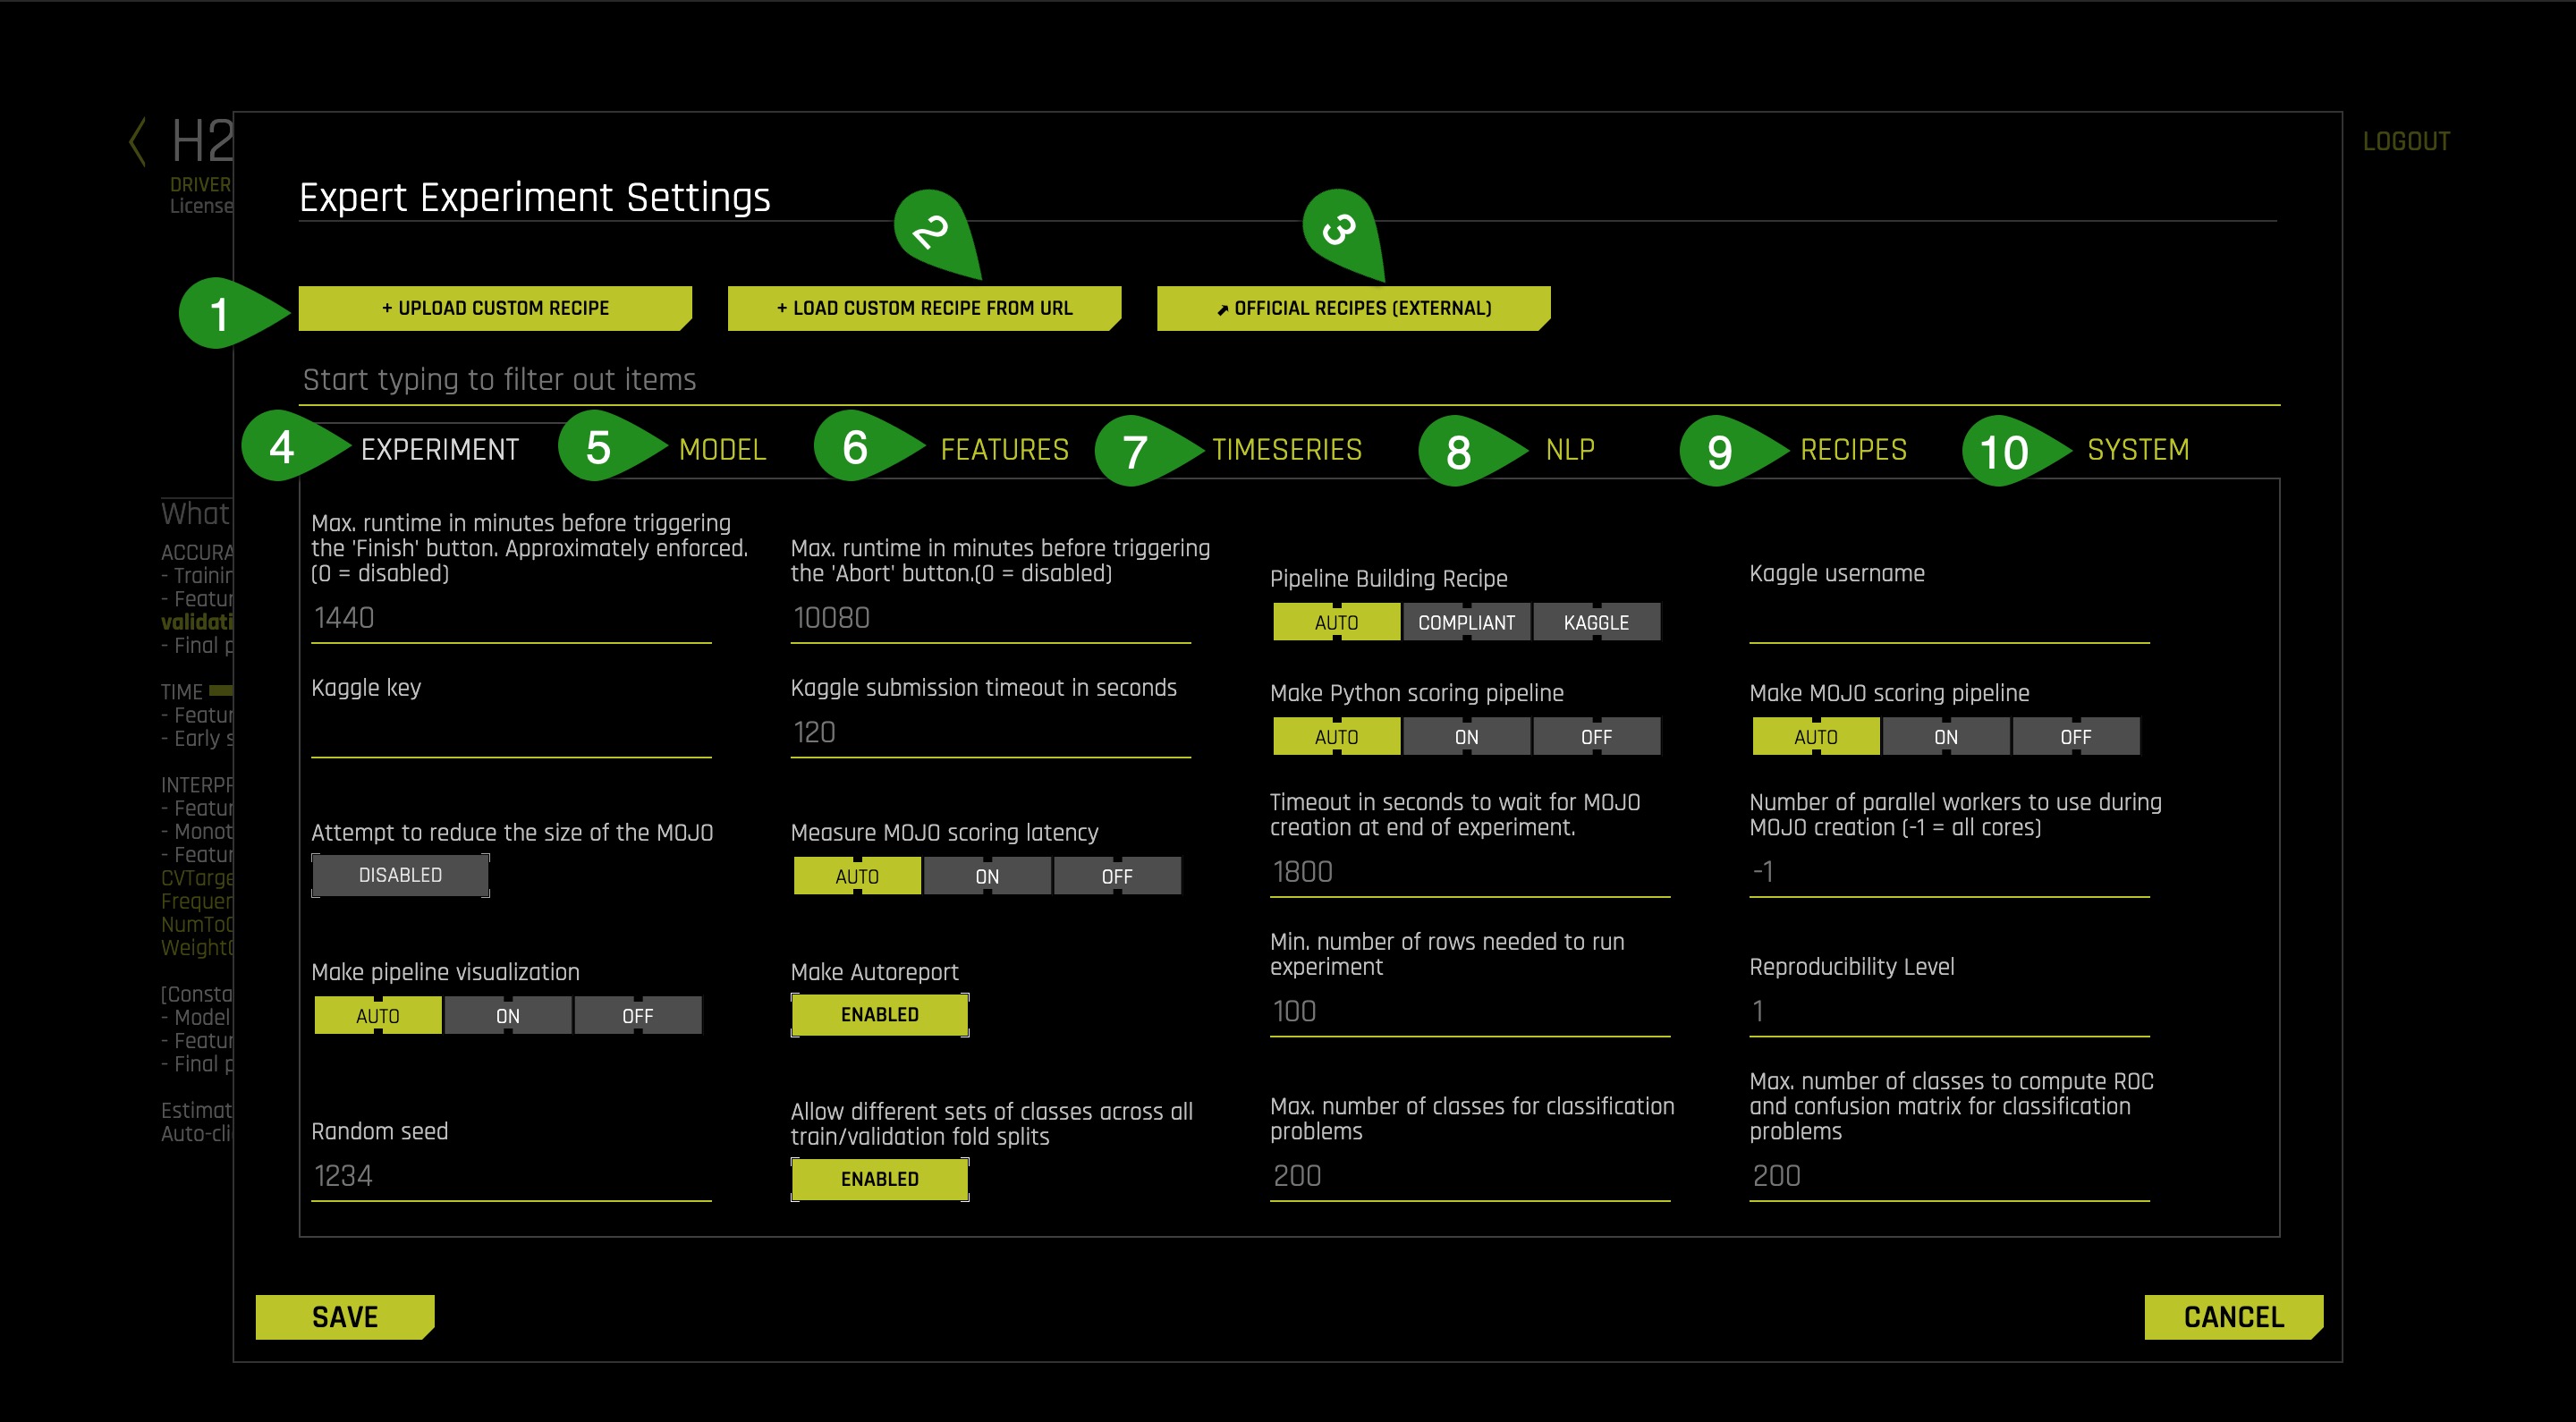 H2
LOGOUT
DRIVER
License
Expert Experiment Settings
1
2
3
+ UPLOAD CUSTOM RECIPE
+ LOAD CUSTOM RECIPE FROM URL
OFFICIAL RECIPES (EXTERNAL)
Start typing to filter out items
4 EXPERIMENT
5 MODEL
6 FEATURES
7 TIMESERIES
8 NLP
9 RECIPES
10 SYSTEM
Max. runtime in minutes before triggering
the 'Finish' button. Approximately enforced.
(0 = disabled)
1440
Max. runtime in minutes before triggering
the 'Abort' button.(0 = disabled)
10080
Pipeline Building Recipe
AUTO COMPLIANT KAGGLE
Kaggle username
Kaggle key
Kaggle submission timeout in seconds
120
Make Python scoring pipeline
AUTO ON OFF
Make MOJO scoring pipeline
AUTO ON OFF
Attempt to reduce the size of the MOJO
DISABLED
Measure MOJO scoring latency
AUTO ON OFF
Timeout in seconds to wait for MOJO
creation at end of experiment.
1800
Number of parallel workers to use during
MOJO creation (-1 = all cores)
-1
Make pipeline visualization
AUTO ON OFF
Make Autoreport
ENABLED
Min. number of rows needed to run
experiment
100
Reproducibility Level
1
Random seed
1234
Allow different sets of classes across all
train/validation fold splits
ENABLED
Max. number of classes for classification
problems
200
Max. number of classes to compute ROC
and confusion matrix for classification
problems
200
What
ACCURA
- Trainin
- Featur
validati
- Final p
TIME
- Featur
- Early s
INTERPR
- Featur
- Monot
- Featur
CVTarge
Frequen
NumToC
WeightO
[Consta
- Model
- Featur
- Final p
Estimat
Auto-cli
SAVE
CANCEL